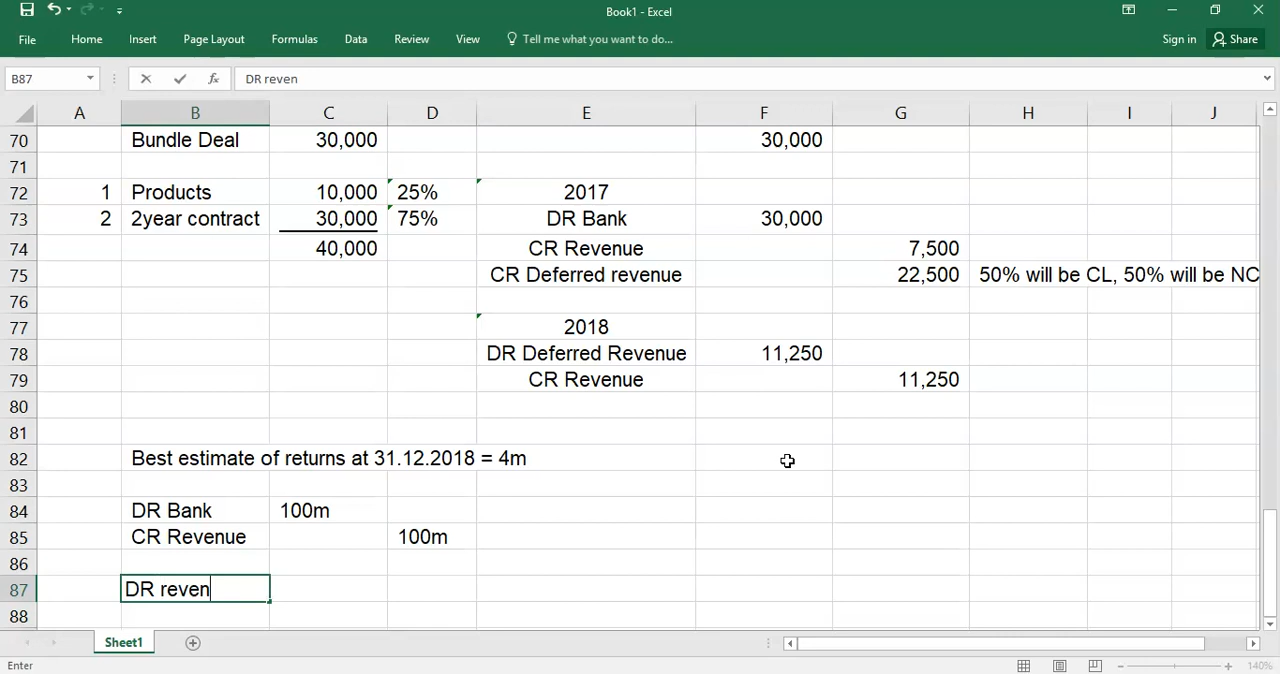 Book1 - Excel
File Home Insert Page Layout Formulas Data Review View Tell me what you want to do... Sign in Share
B87 fx DR reven
A B C D E F G H I J
70 Bundle Deal 30,000 30,000
71
72 1 Products 10,000 25% 2017
73 2 2year contract 30,000 75% DR Bank 30,000
74 40,000 CR Revenue 7,500
75 CR Deferred revenue 22,500 50% will be CL, 50% will be NC
76
77 2018
78 DR Deferred Revenue 11,250
79 CR Revenue 11,250
80
81
82 Best estimate of returns at 31.12.2018 = 4m
83
84 DR Bank 100m
85 CR Revenue 100m
86
87 DR reven
88
Sheet1
Enter 140%